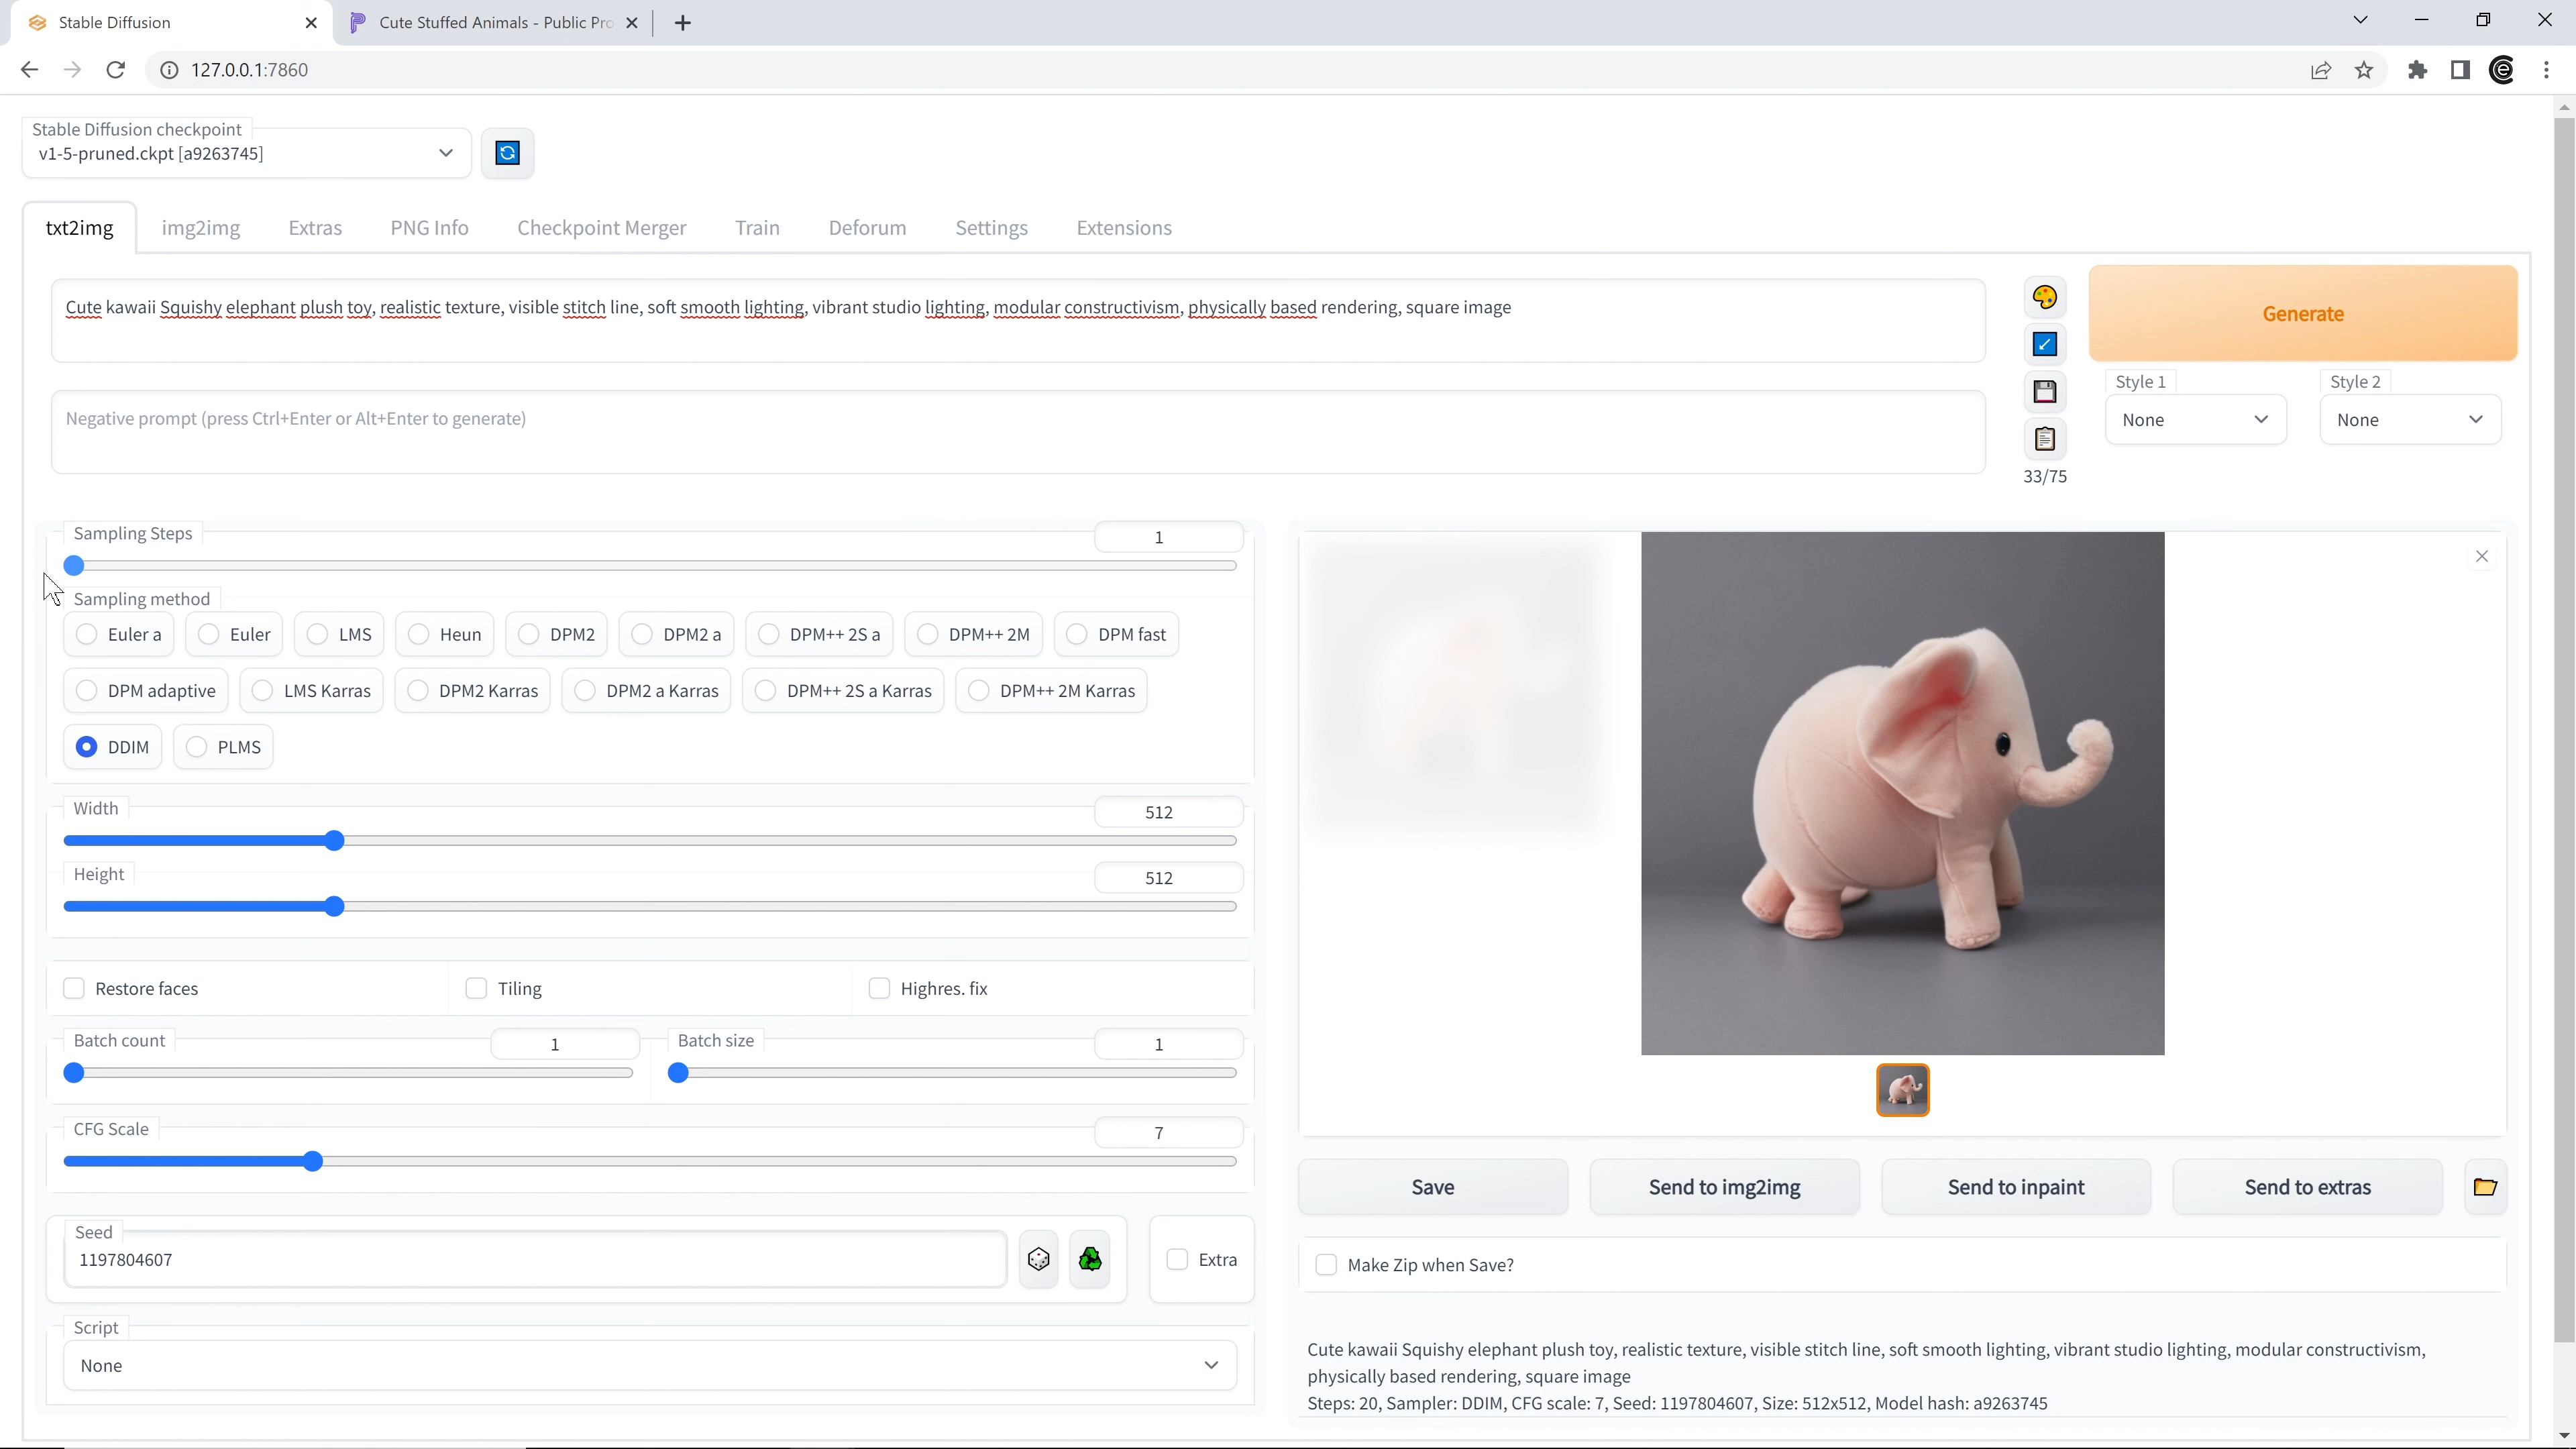 Stable Diffusion
Cute Stuffed Animals - Public Pro
127.0.0.1:7860
Stable Diffusion checkpoint
v1-5-pruned.ckpt [a9263745]
txt2img img2img Extras PNG Info Checkpoint Merger Train Deforum Settings Extensions
Cute kawaii Squishy elephant plush toy, realistic texture, visible stitch line, soft smooth lighting, vibrant studio lighting, modular constructivism, physically based rendering, square image
Generate
Style 1 Style 2
None None
Negative prompt (press Ctrl+Enter or Alt+Enter to generate)
33/75
Sampling Steps 1
Sampling method
Euler a Euler LMS Heun DPM2 DPM2 a DPM++ 2S a DPM++ 2M DPM fast
DPM adaptive LMS Karras DPM2 Karras DPM2 a Karras DPM++ 2S a Karras DPM++ 2M Karras
DDIM PLMS
Width 512
Height 512
Restore faces Tiling Highres. fix
Batch count 1 Batch size 1
CFG Scale 7
Seed
1197804607
Extra
Script
None
Save Send to img2img Send to inpaint Send to extras
Make Zip when Save?
Cute kawaii Squishy elephant plush toy, realistic texture, visible stitch line, soft smooth lighting, vibrant studio lighting, modular constructivism,
physically based rendering, square image
Steps: 20, Sampler: DDIM, CFG scale: 7, Seed: 1197804607, Size: 512x512, Model hash: a9263745